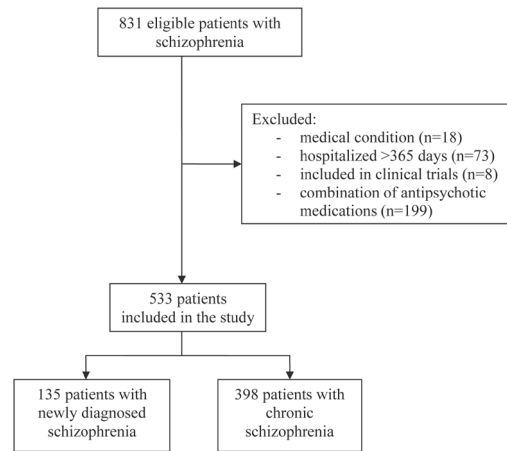 831 eligible patients with
schizophrenia
Excluded:
- medical condition (n=18)
- hospitalized >365 days (n=73)
- included in clinical trials (n=8)
- combination of antipsychotic
medications (n=199)
533 patients
included in the study
135 patients with
newly diagnosed
schizophrenia
398 patients with
chronic
schizophrenia